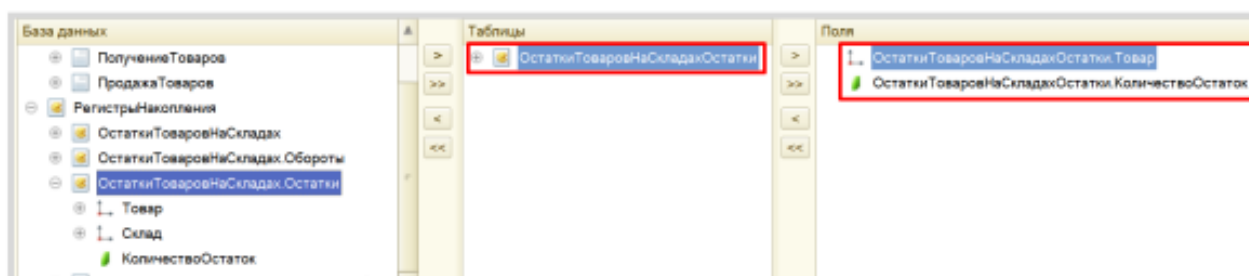 База данных
ПолучениеТоваров
ПродажаТоваров
РегистрыНакопления
ОстаткиТоваровНаСкладах
ОстаткиТоваровНаСкладах.Обороты
ОстаткиТоваровНаСкладах.Остатки
Товар
Склад
КоличествоОстаток
>
>>
<
<<
Таблицы
ОстаткиТоваровНаСкладахОстатки
>
>>
<
<<
Поля
ОстаткиТоваровНаСкладахОстатки.Товар
ОстаткиТоваровНаСкладахОстатки.КоличествоОстаток